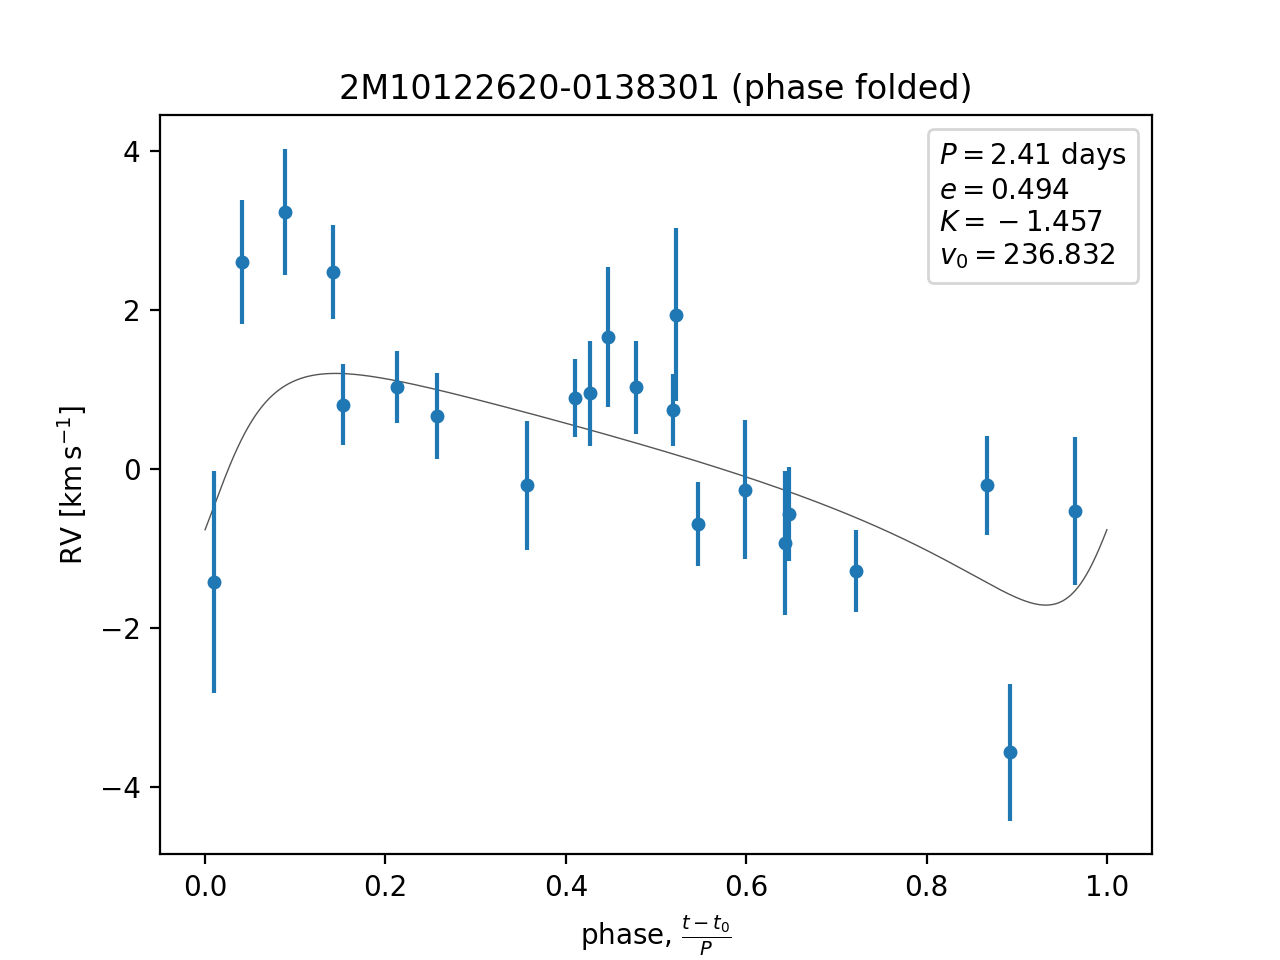 2M10122620-0138301 (phase folded)
P = 2.41 days
e = 0.494
K = −1.457
v₀ = 236.832
4
2
0
−2
−4
RV [km s⁻¹]
0.0 0.2 0.4 0.6 0.8 1.0
phase, (t − t₀)/P